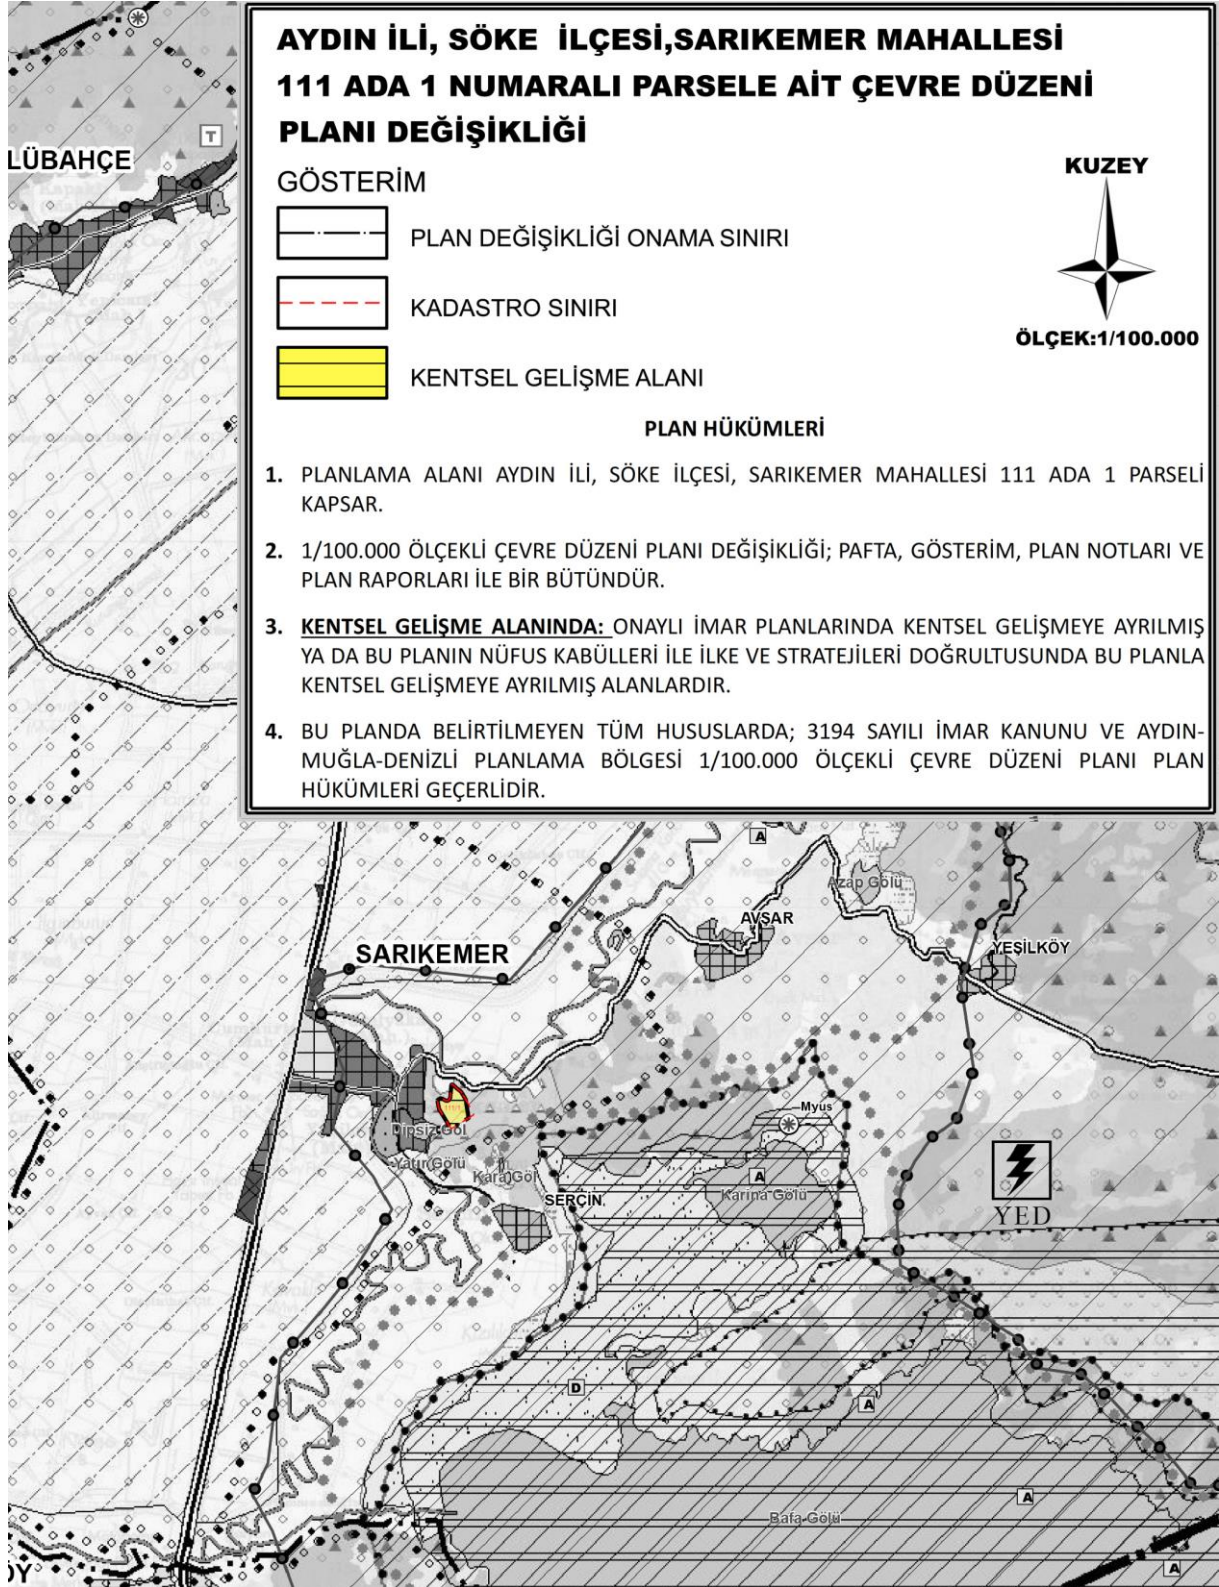 AYDIN İLİ, SÖKE İLÇESİ,SARIKEMER MAHALLESİ
111 ADA 1 NUMARALI PARSELE AİT ÇEVRE DÜZENİ
PLANI DEĞİŞİKLİĞİ
GÖSTERİM
PLAN DEĞİŞİKLİĞİ ONAMA SINIRI
KADASTRO SINIRI
KENTSEL GELİŞME ALANI
KUZEY
ÖLÇEK:1/100.000
PLAN HÜKÜMLERİ
1. PLANLAMA ALANI AYDIN İLİ, SÖKE İLÇESİ, SARIKEMER MAHALLESİ 111 ADA 1 PARSELİ
KAPSAR.
2. 1/100.000 ÖLÇEKLİ ÇEVRE DÜZENİ PLANI DEĞİŞİKLİĞİ; PAFTA, GÖSTERİM, PLAN NOTLARI VE
PLAN RAPORLARI İLE BİR BÜTÜNDÜR.
3. KENTSEL GELİŞME ALANINDA: ONAYLI İMAR PLANLARINDA KENTSEL GELİŞMEYE AYRILMIŞ
YA DA BU PLANIN NÜFUS KABÜLLERİ İLE İLKE VE STRATEJİLERİ DOĞRULTUSUNDA BU PLANLA
KENTSEL GELİŞMEYE AYRILMIŞ ALANLARDIR.
4. BU PLANDA BELİRTİLMEYEN TÜM HUSUSLARDA; 3194 SAYILI İMAR KANUNU VE AYDIN-
MUĞLA-DENİZLİ PLANLAMA BÖLGESİ 1/100.000 ÖLÇEKLİ ÇEVRE DÜZENİ PLANI PLAN
HÜKÜMLERİ GEÇERLİDİR.
T
LÜBAHÇE
A
Azap Gölü
AVŞAR
YEŞİLKÖY
SARIKEMER
Myus
Dipsiz Göl
Yatır Gölü
Kara Göl
A
Karina Gölü
SERÇİN
YED
D
A
A
Bafa Gölü
A
ÖY